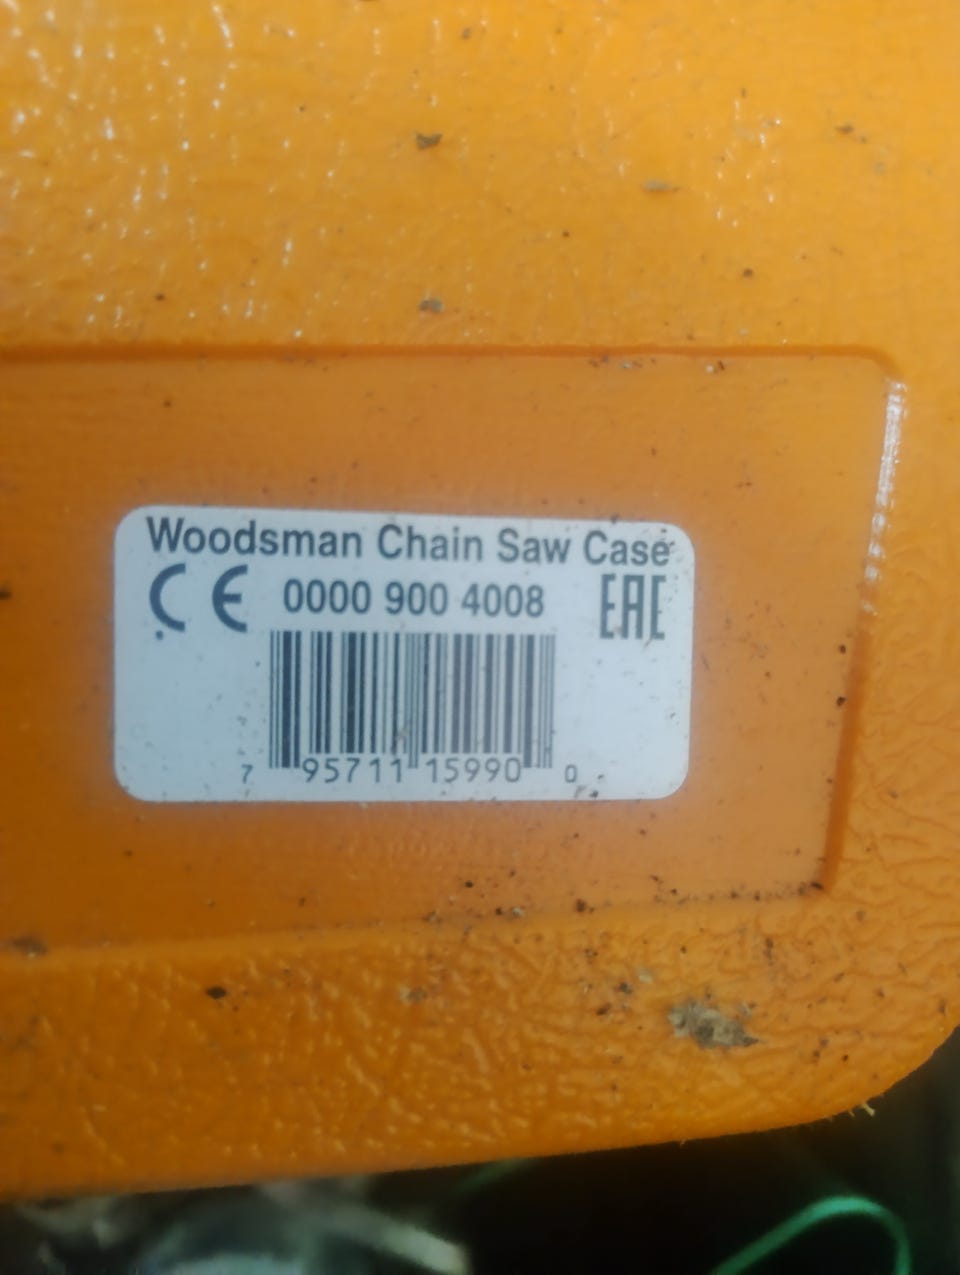 Woodsman Chain Saw Case
CE 0000 900 4008 EAC
7 95711 15990 0